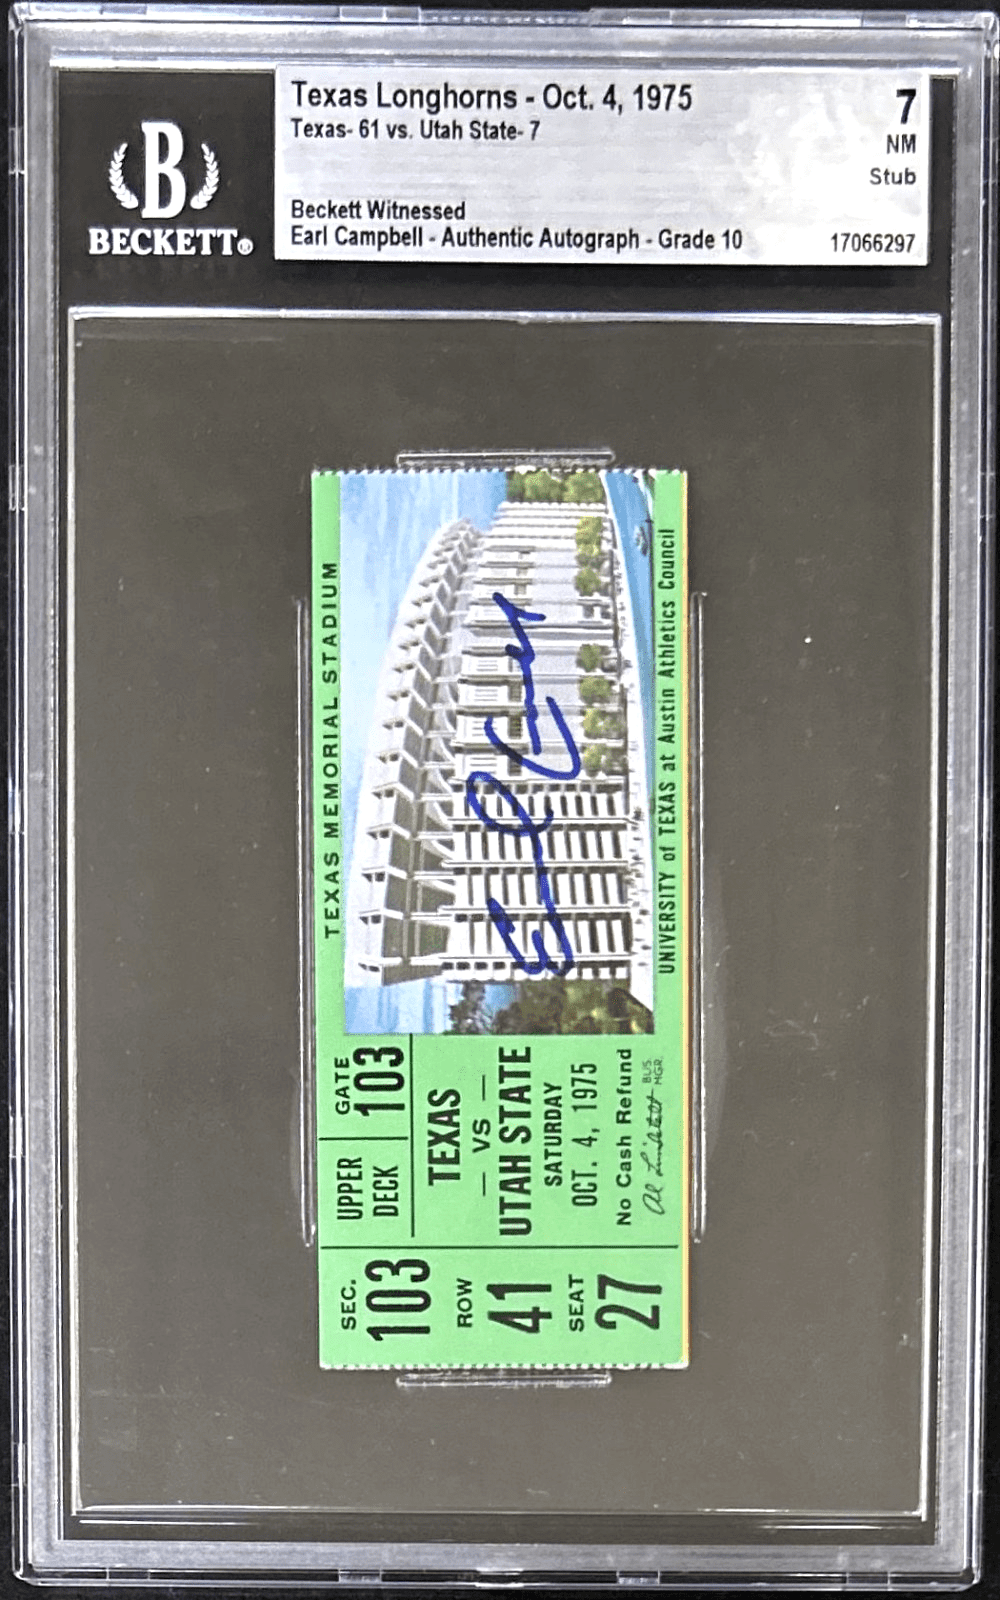 Texas Longhorns - Oct. 4, 1975
Texas- 61 vs. Utah State- 7
Beckett Witnessed
Earl Campbell - Authentic Autograph - Grade 10
7
NM
Stub
17066297
B
BECKETT®
TEXAS MEMORIAL STADIUM
UNIVERSITY of TEXAS at Austin Athletics Council
GATE
103
UPPER
DECK
TEXAS
— VS —
UTAH STATE
SATURDAY
OCT. 4, 1975
No Cash Refund
BUS.
MGR.
SEC.
103
ROW
41
SEAT
27